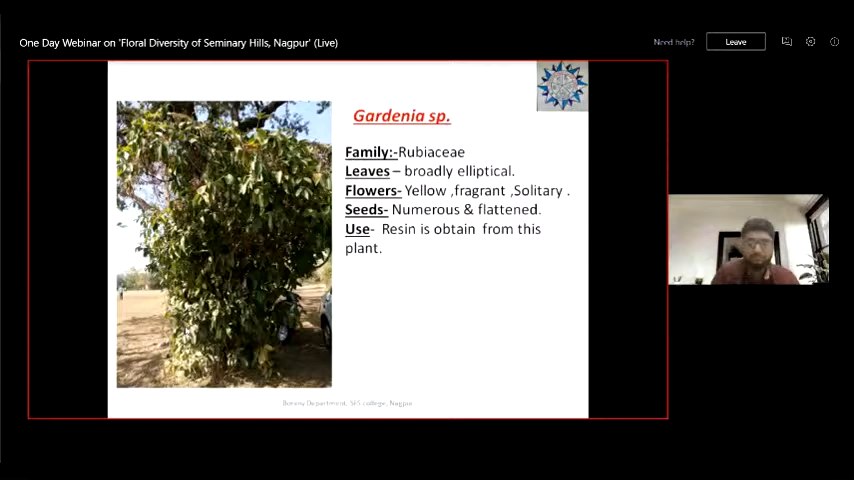 One Day Webinar on 'Floral Diversity of Seminary Hills, Nagpur' (Live)
Need help?
Leave
Gardenia sp.
Family:-Rubiaceae
Leaves – broadly elliptical.
Flowers- Yellow ,fragrant ,Solitary .
Seeds- Numerous & flattened.
Use- Resin is obtain from this
plant.
Botany Department, SFS college, Nagpur